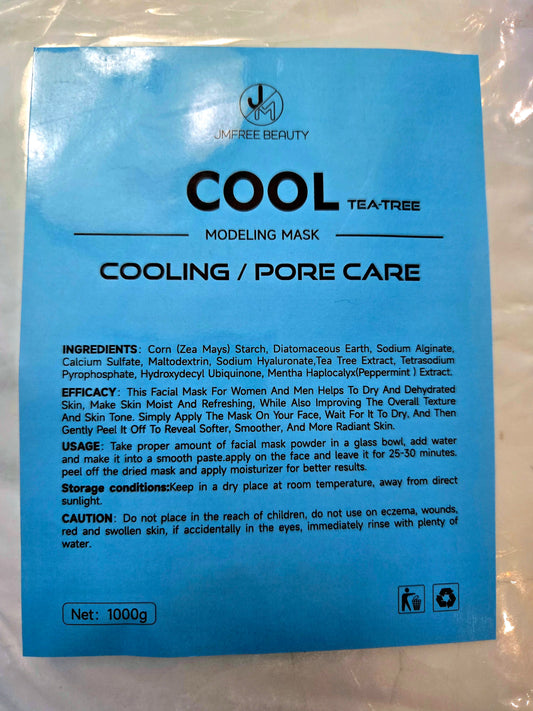 JM
JMFREE BEAUTY
COOL TEA-TREE
MODELING MASK
COOLING / PORE CARE
INGREDIENTS: Corn (Zea Mays) Starch, Diatomaceous Earth, Sodium Alginate,
Calcium Sulfate, Maltodextrin, Sodium Hyaluronate,Tea Tree Extract, Tetrasodium
Pyrophosphate, Hydroxydecyl Ubiquinone, Mentha Haplocalyx(Peppermint ) Extract.
EFFICACY: This Facial Mask For Women And Men Helps To Dry And Dehydrated
Skin, Make Skin Moist And Refreshing, While Also Improving The Overall Texture
And Skin Tone. Simply Apply The Mask On Your Face, Wait For It To Dry, And Then
Gently Peel It Off To Reveal Softer, Smoother, And More Radiant Skin.
USAGE: Take proper amount of facial mask powder in a glass bowl, add water
and make it into a smooth paste.apply on the face and leave it for 25-30 minutes.
peel off the dried mask and apply moisturizer for better results.
Storage conditions:Keep in a dry place at room temperature, away from direct
sunlight.
CAUTION: Do not place in the reach of children, do not use on eczema, wounds,
red and swollen skin, if accidentally in the eyes, immediately rinse with plenty of
water.
Net: 1000g